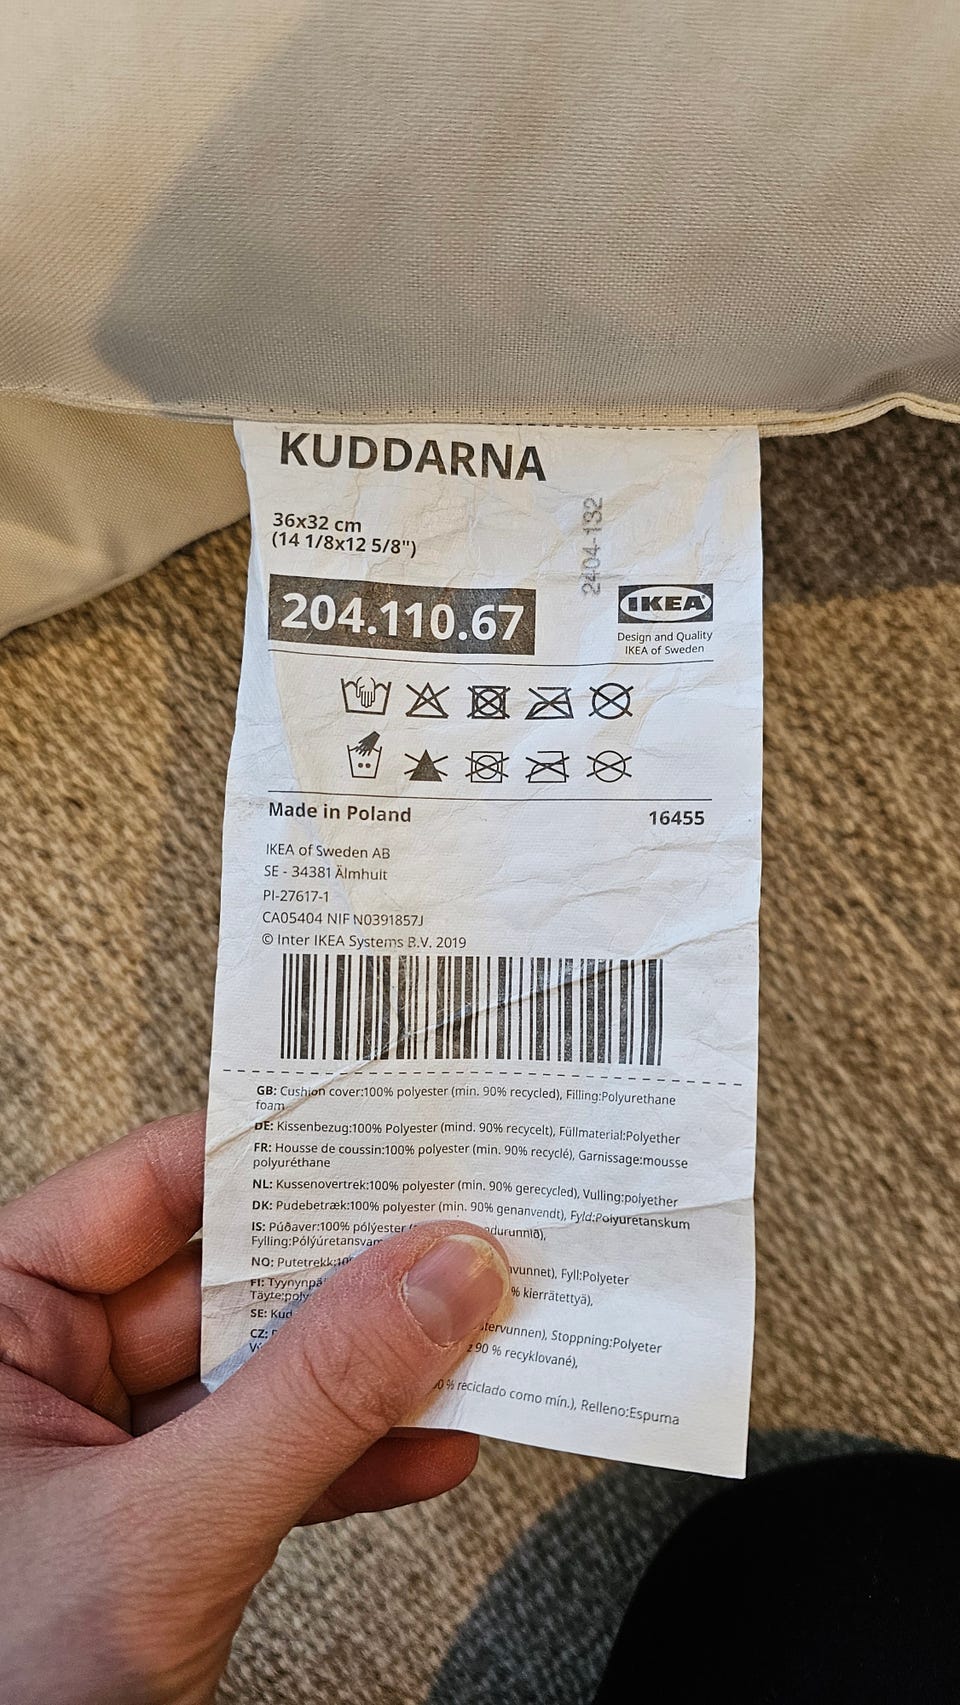 KUDDARNA
36x32 cm
(14 1/8x12 5/8")
2404-132
204.110.67
IKEA®
Design and Quality
IKEA of Sweden
Made in Poland
16455
IKEA of Sweden AB
SE - 34381 Älmhult
PI-27617-1
CA05404 NIF N0391857J
© Inter IKEA Systems B.V. 2019
GB: Cushion cover:100% polyester (min. 90% recycled), Filling:Polyurethane
foam
DE: Kissenbezug:100% Polyester (mind. 90% recycelt), Füllmaterial:Polyether
FR: Housse de coussin:100% polyester (min. 90% recyclé), Garnissage:mousse
polyuréthane
NL: Kussenovertrek:100% polyester (min. 90% gerecycled), Vulling:polyether
DK: Pudebetræk:100% polyester (min. 90% genanvendt), Fyld:Polyuretanskum
IS: Púðaver:100% pólýester
Fylling:Pólýúretansvam
NO: Putetrekk:10 vunnet), Fyll:Polyeter
FI: Tyynynpä % kierrätettyä),
Täyte:poly
SE: Kud tervunnen), Stoppning:Polyeter
CZ: 90 % recyklované),
0 % reciclado como mín.), Relleno:Espuma